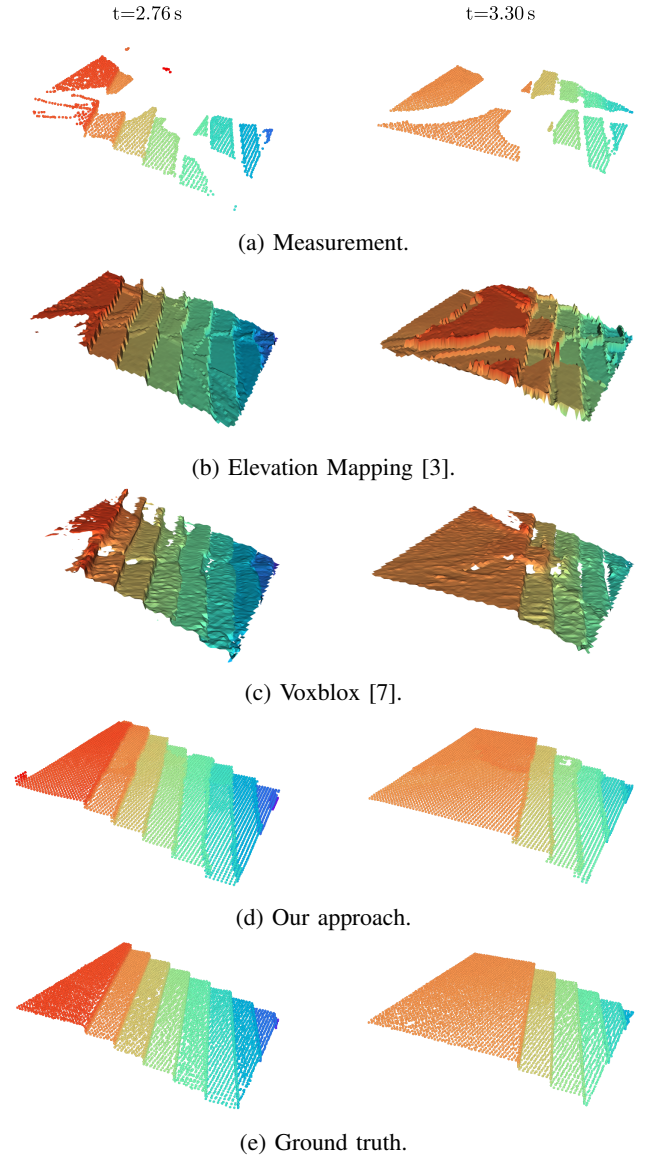 t=2.76 s
t=3.30 s
(a) Measurement.
(b) Elevation Mapping [3].
(c) Voxblox [7].
(d) Our approach.
(e) Ground truth.